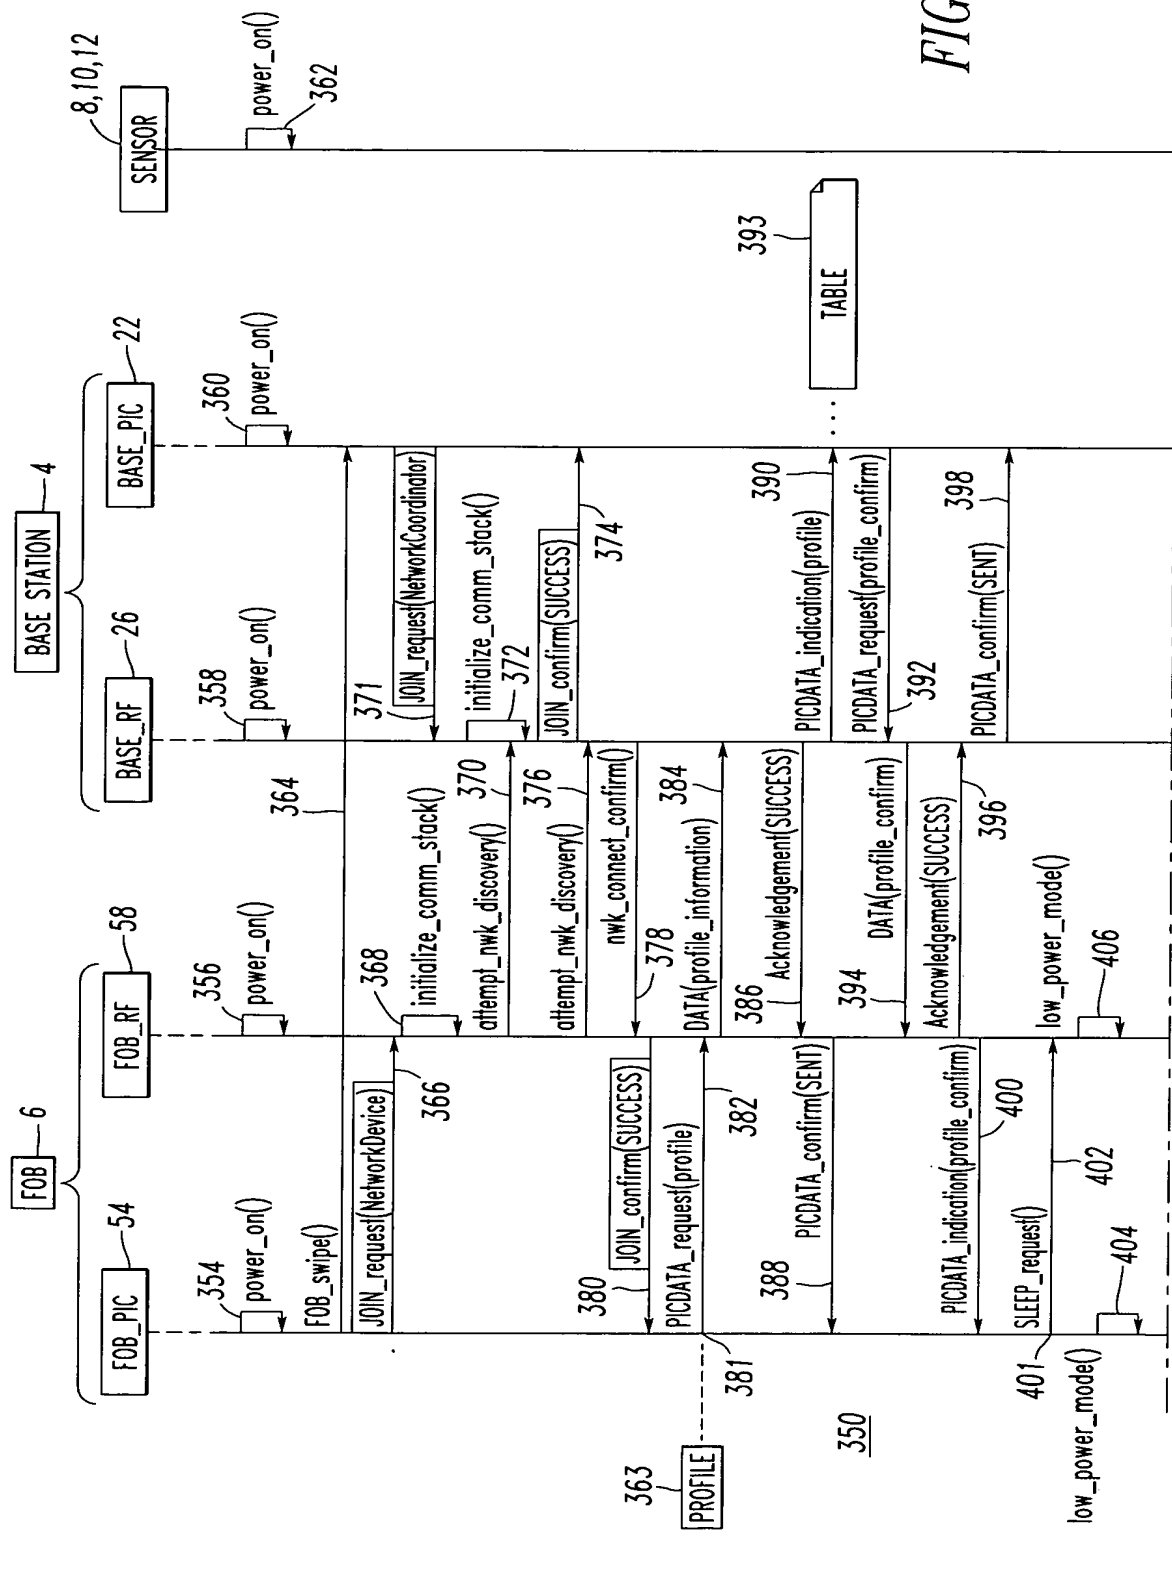 FOB 6
BASE STATION 4
FOB_PIC 54
FOB_RF 58
BASE_RF 26
BASE_PIC 22
SENSOR 8,10,12
354 power_on()
356 power_on()
358 power_on()
360 power_on()
power_on()
362
FOB_swipe()
364
JOIN_request(NetworkDevice)
366
JOIN_request(NetworkCoordinator)
371
368
initialize_comm_stack()
initialize_comm_stack()
372
attempt_nwk_discovery()
370
JOIN_confirm(SUCCESS)
374
attempt_nwk_discovery()
376
nwk_connect_confirm()
378
JOIN_confirm(SUCCESS)
380
363
PROFILE
PICDATA_request(profile)
381
382
DATA(profile_information)
384
Acknowledgement(SUCCESS)
386
PICDATA_confirm(SENT)
388
PICDATA_indication(profile)
390
TABLE
393
PICDATA_request(profile_confirm)
392
DATA(profile_confirm)
394
Acknowledgement(SUCCESS)
396
PICDATA_confirm(SENT)
398
PICDATA_indication(profile_confirm)
400
SLEEP_request()
401
402
low_power_mode()
404
low_power_mode()
406
350
FIG